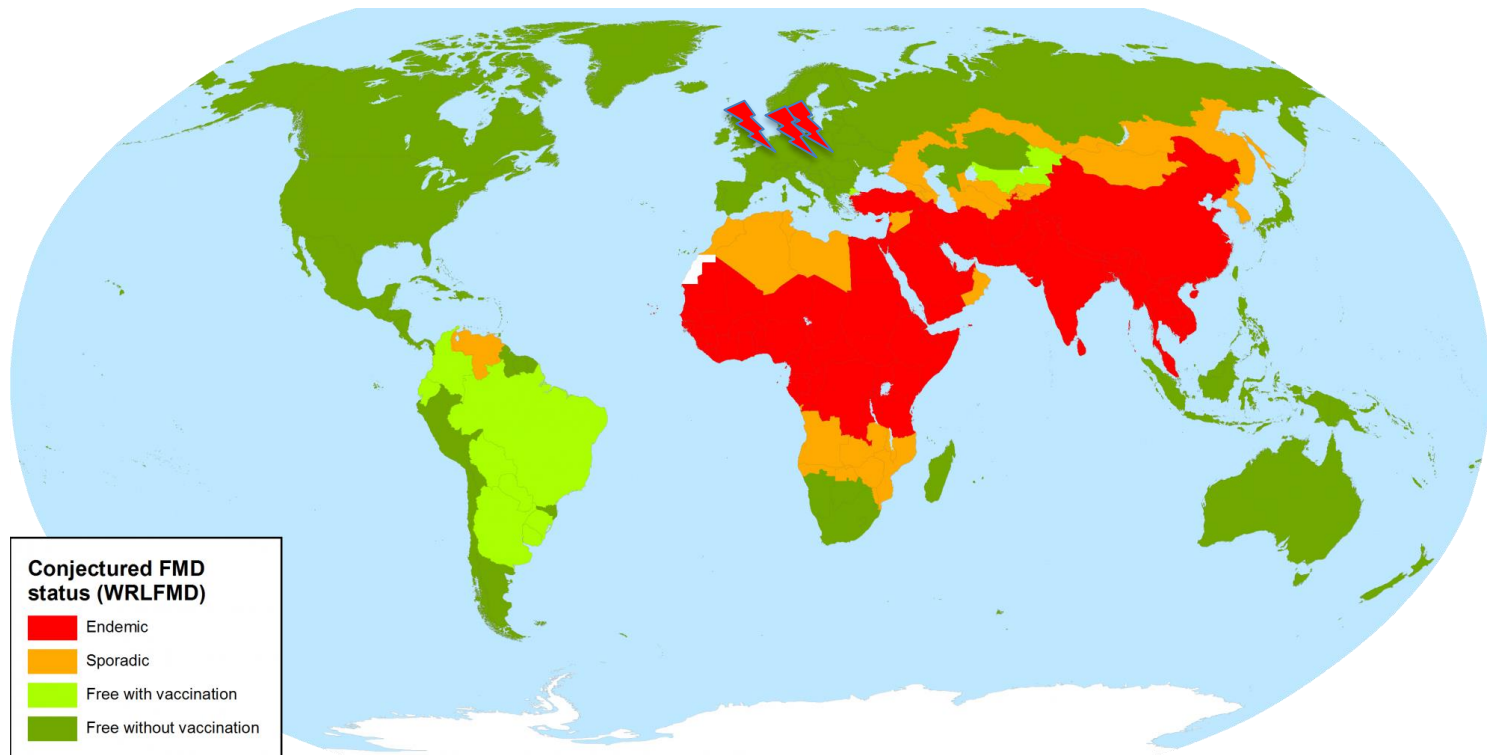 Conjectured FMD
status (WRLFMD)
Endemic
Sporadic
Free with vaccination
Free without vaccination